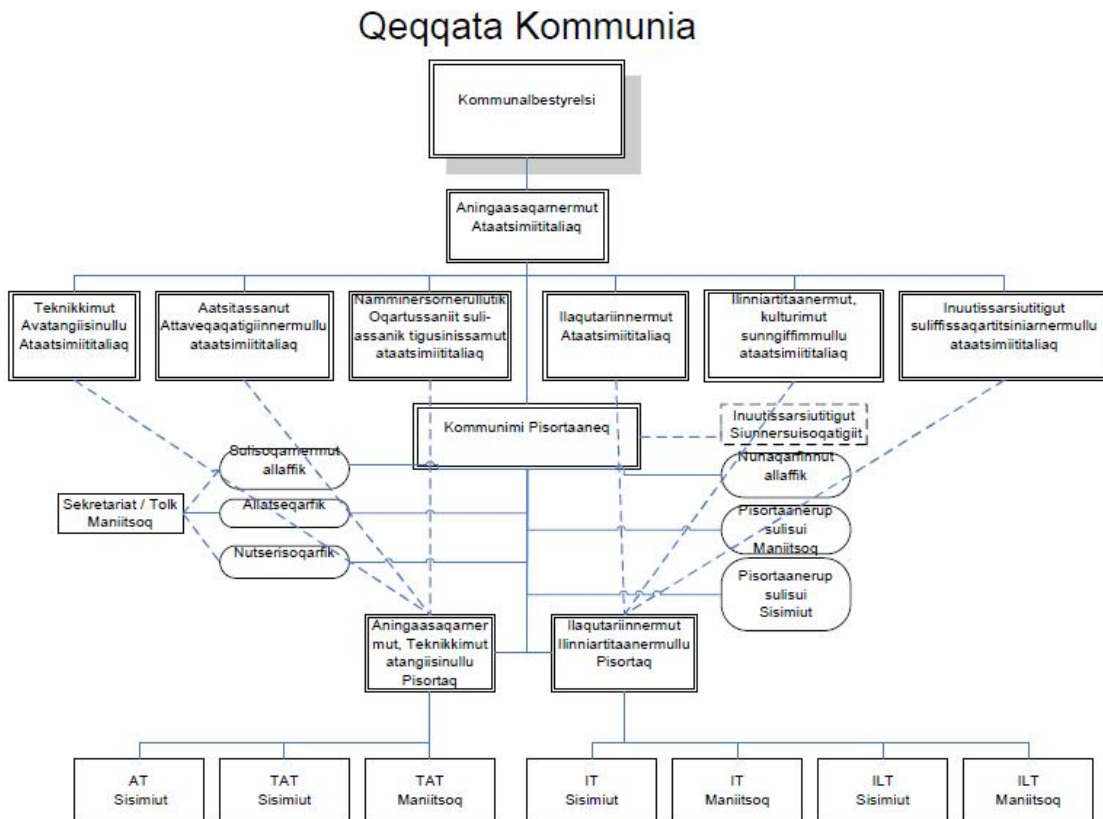 Qeqqata Kommunia
Kommunalbestyrelsi
Aningaasaqarnermut
Ataatsimiititaliaq
Teknikkimut
Avatangiisinullu
Ataatsimiititaliaq
Aatsitassanut
Attaveqaqatigiinnermullu
ataatsimiititaliaq
Namminersornerullutik
Oqartussaniit suli-
assanik tigusinissamut
ataatsimiititaliaq
Ilaqutariinnermut
Ataatsimiititaliaq
Ilinniartitaanermut,
kulturimut
sunngiffimmullu
ataatsimiititaliaq
Inuutissarsiutitigut
suliffissaqartitsiniarnermullu
ataatsimiititaliaq
Kommunimi Pisortaaneq
Inuutissarsiutitigut
Siunnersuisoqatigiit
Sulisoqarnermut
allaffik
Nunaqarfinnut
allaffik
Sekretariat / Tolk
Maniitsoq
Allatseqarfik
Pisortaanerup
sulisui
Maniitsoq
Nutserisoqarfik
Pisortaanerup
sulisui
Sisimiut
Aningaasaqarner
mut, Teknikkimut
atangiisinullu
Pisortaq
Ilaqutariinnermut
Ilinniartitaanermullu
Pisortaq
AT
Sisimiut
TAT
Sisimiut
TAT
Maniitsoq
IT
Sisimiut
IT
Maniitsoq
ILT
Sisimiut
ILT
Maniitsoq